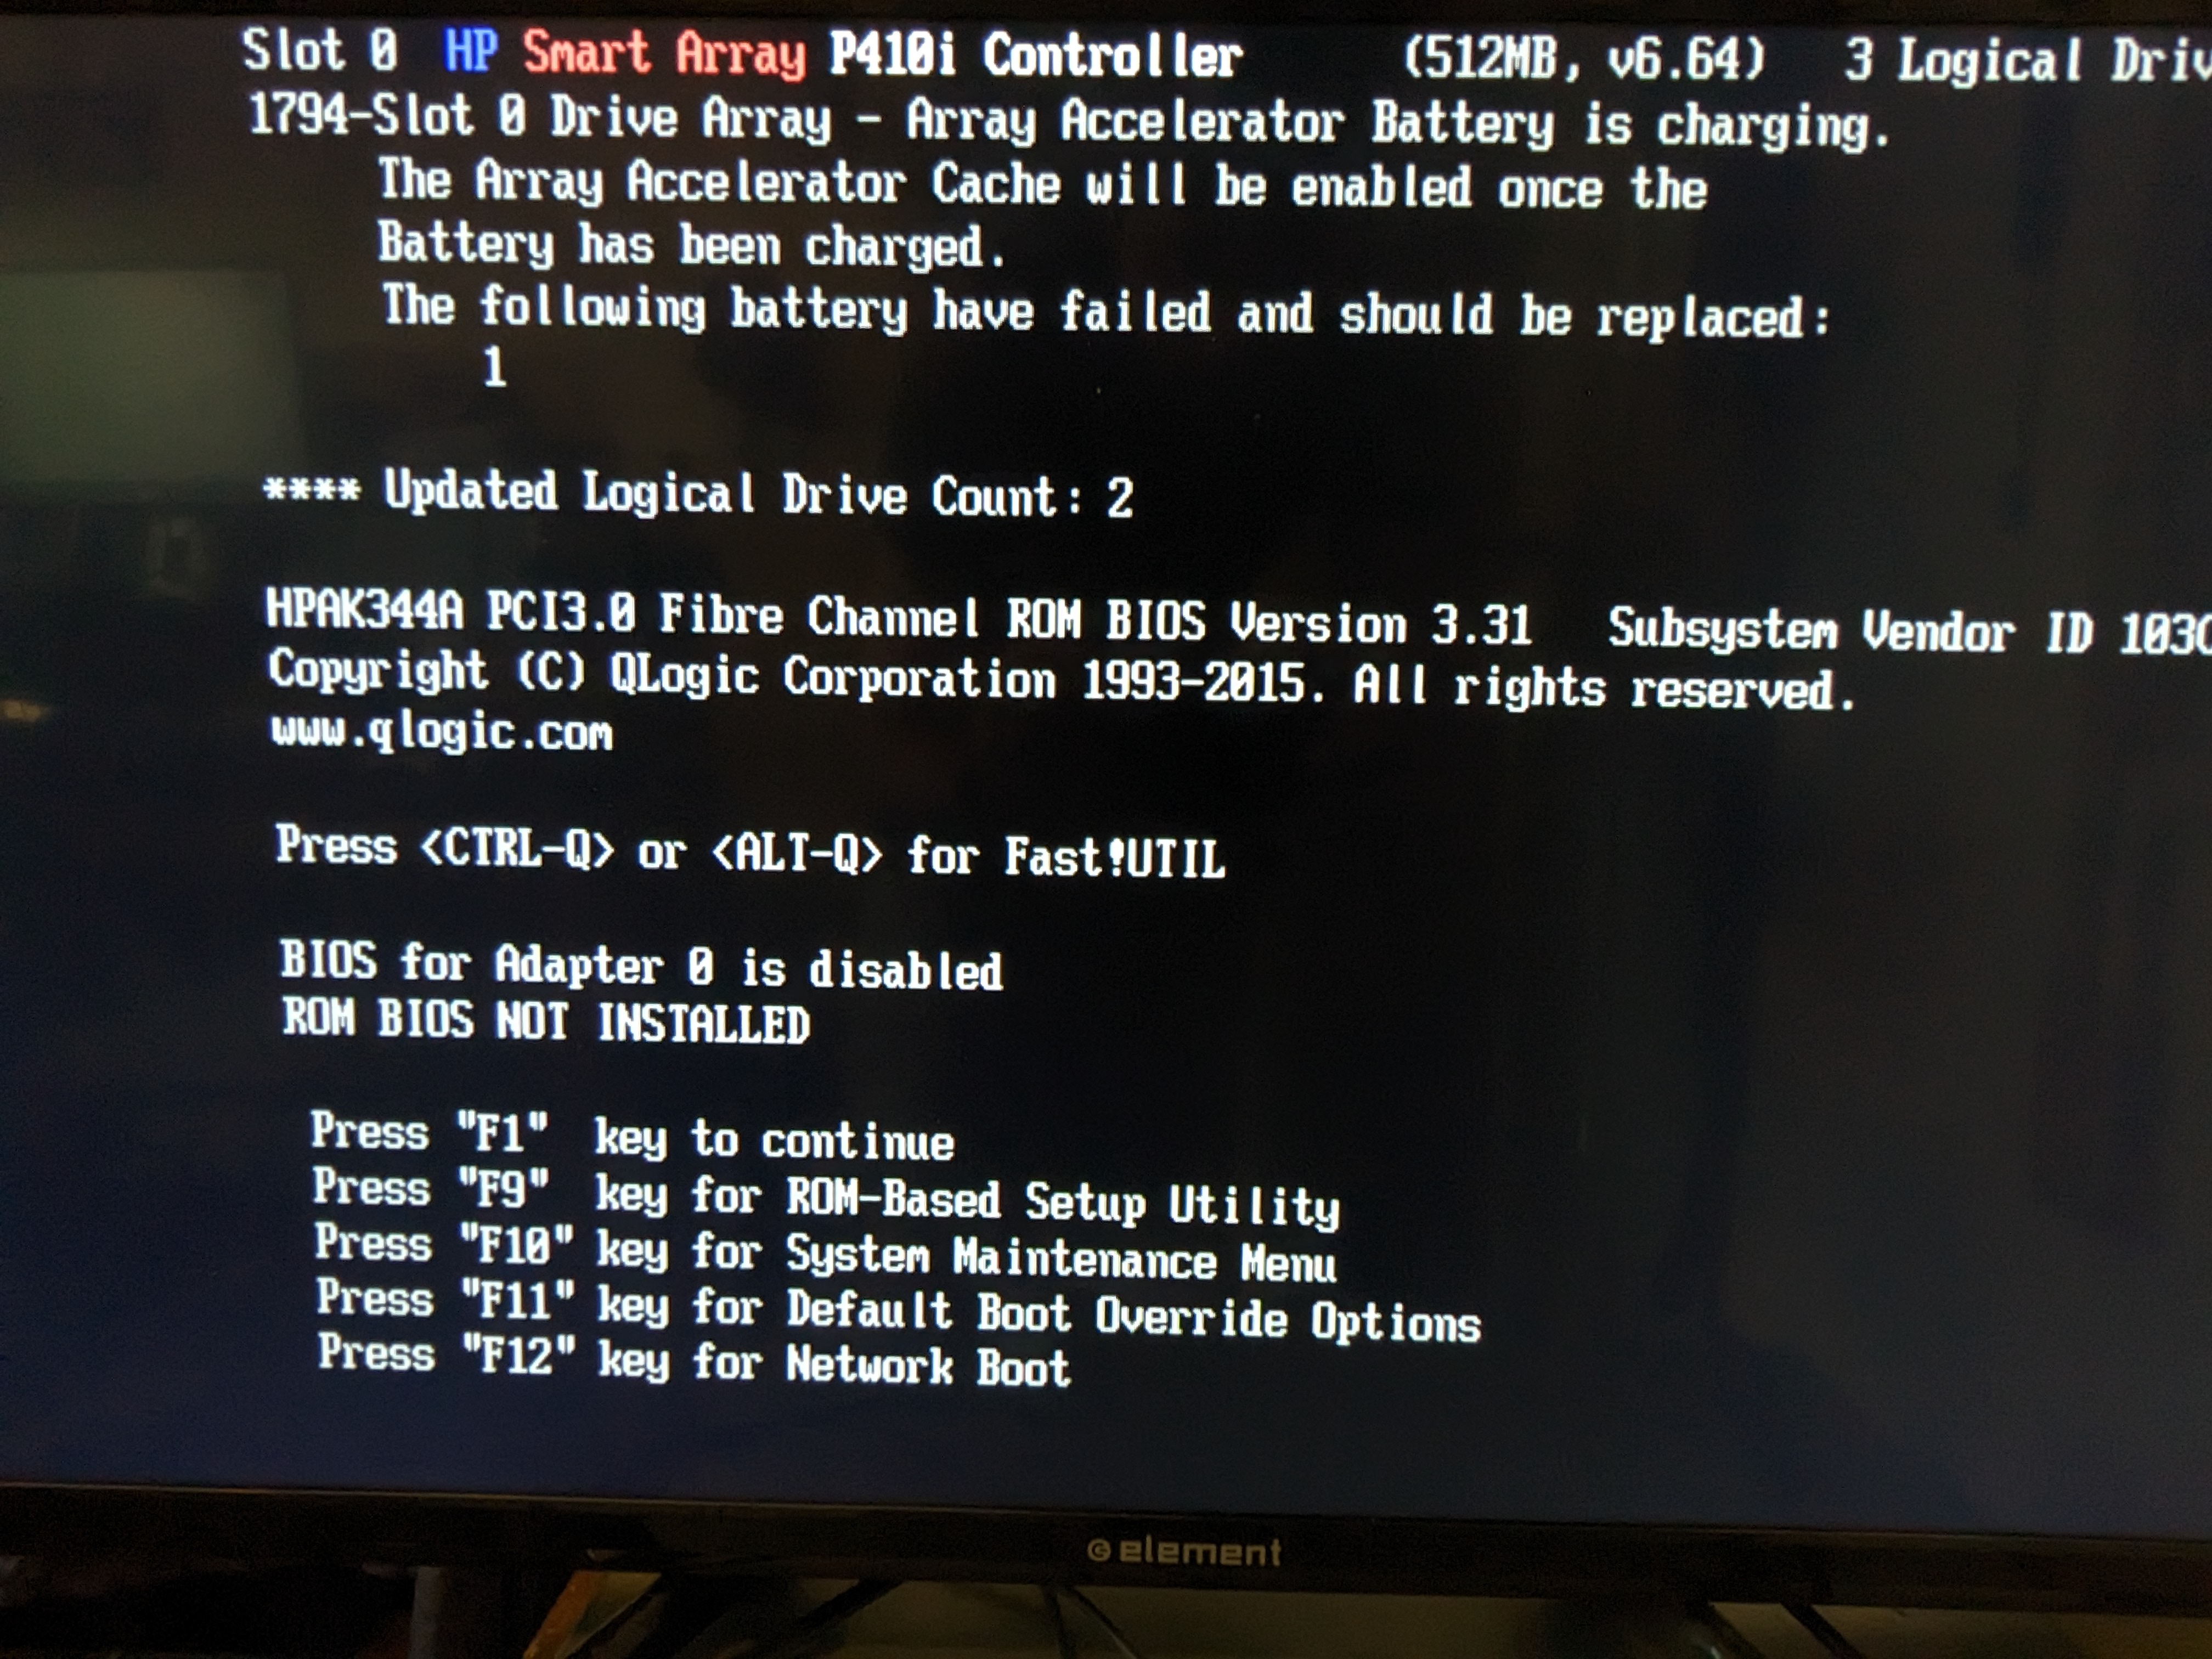 Slot 0 HP Smart Array P410i Controller (512MB, v6.64) 3 Logical
1794-Slot 0 Drive Array - Array Accelerator Battery is charging.
The Array Accelerator Cache will be enabled once the
Battery has been charged.
The following battery have failed and should be replaced:
1
**** Updated Logical Drive Count: 2
HPAK344A PCI3.0 Fibre Channel ROM BIOS Version 3.31 Subsystem Vendor ID
Copyright (C) QLogic Corporation 1993-2015. All rights reserved.
www.qlogic.com
Press <CTRL-Q> or <ALT-Q> for Fast!UTIL
BIOS for Adapter 0 is disabled
ROM BIOS NOT INSTALLED
Press "F1" key to continue
Press "F9" key for ROM-Based Setup Utility
Press "F10" key for System Maintenance Menu
Press "F11" key for Default Boot Override Options
Press "F12" key for Network Boot
element